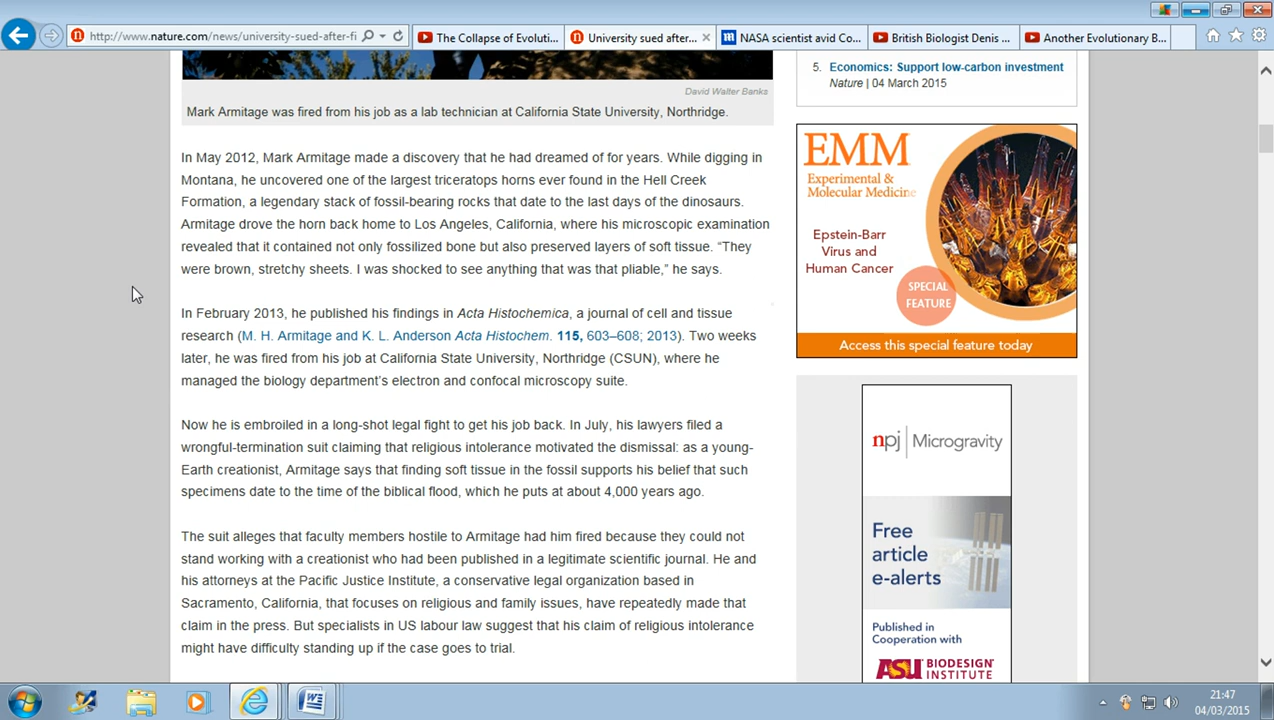 http://www.nature.com/news/university-sued-after-fi
The Collapse of Evoluti...
University sued after...
NASA scientist avid Co...
British Biologist Denis ...
Another Evolutionary B...
David Walter Banks
Mark Armitage was fired from his job as a lab technician at California State University, Northridge.
In May 2012, Mark Armitage made a discovery that he had dreamed of for years. While digging in
Montana, he uncovered one of the largest triceratops horns ever found in the Hell Creek
Formation, a legendary stack of fossil-bearing rocks that date to the last days of the dinosaurs.
Armitage drove the horn back home to Los Angeles, California, where his microscopic examination
revealed that it contained not only fossilized bone but also preserved layers of soft tissue. “They
were brown, stretchy sheets. I was shocked to see anything that was that pliable,” he says.
In February 2013, he published his findings in Acta Histochemica, a journal of cell and tissue
research (M. H. Armitage and K. L. Anderson Acta Histochem. 115, 603–608; 2013). Two weeks
later, he was fired from his job at California State University, Northridge (CSUN), where he
managed the biology department’s electron and confocal microscopy suite.
Now he is embroiled in a long-shot legal fight to get his job back. In July, his lawyers filed a
wrongful-termination suit claiming that religious intolerance motivated the dismissal: as a young-
Earth creationist, Armitage says that finding soft tissue in the fossil supports his belief that such
specimens date to the time of the biblical flood, which he puts at about 4,000 years ago.
The suit alleges that faculty members hostile to Armitage had him fired because they could not
stand working with a creationist who had been published in a legitimate scientific journal. He and
his attorneys at the Pacific Justice Institute, a conservative legal organization based in
Sacramento, California, that focuses on religious and family issues, have repeatedly made that
claim in the press. But specialists in US labour law suggest that his claim of religious intolerance
might have difficulty standing up if the case goes to trial.
5. Economics: Support low-carbon investment
Nature | 04 March 2015
EMM
Experimental &
Molecular Medicine
Epstein-Barr
Virus and
Human Cancer
SPECIAL
FEATURE
Access this special feature today
npj | Microgravity
Free
article
e-alerts
Published in
Cooperation with
ASU BIODESIGN
INSTITUTE
21:47
04/03/2015